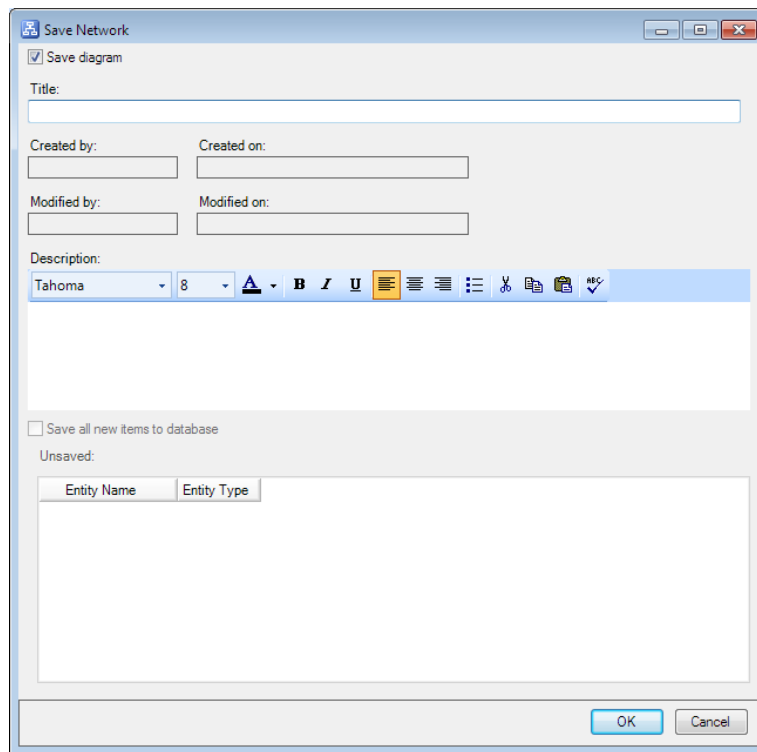 Save Network
Save diagram
Title:
Created by: Created on:
Modified by: Modified on:
Description:
Tahoma 8 A B I U ABC
Save all new items to database
Unsaved:
Entity Name Entity Type
OK Cancel